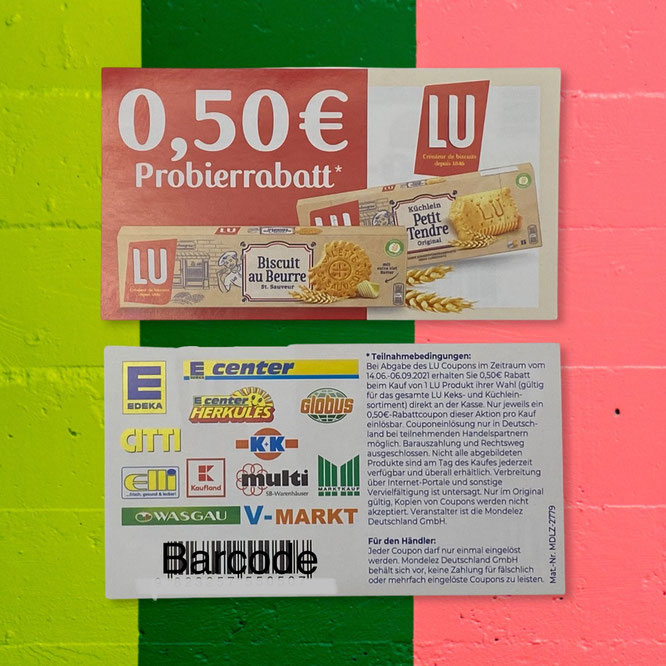 0,50 €
Probierrabatt*
LU
Créateur de biscuits
depuis 1846
Küchlein
Petit
Tendre
Original
LU
LU
Biscuit
au Beurre
St. Sauveur
E
EDEKA
E center
E center
HERKULES
GLOBUS
CITTI
K+K
elli
Kaufland
multi
SB-Warenhäuser
MARKTKAUF
WASGAU
V-MARKT
Barcode
* Teilnahmebedingungen:
Bei Abgabe des LU Coupons im Zeitraum vom
14.06.-06.09.2021 erhalten Sie 0,50€ Rabatt
beim Kauf von 1 LU Produkt ihrer Wahl (gültig
für das gesamte LU Keks- und Küchlein-
sortiment) direkt an der Kasse. Nur jeweils ein
0,50€-Rabattcoupon dieser Aktion pro Kauf
einlösbar. Couponeinlösung nur in Deutsch-
land bei teilnehmenden Handelspartnern
möglich. Barauszahlung und Rechtsweg
ausgeschlossen. Nicht alle abgebildeten
Produkte sind am Tag des Kaufes jederzeit
verfügbar und überall erhältlich. Verbreitung
über Internet-Portale und sonstige
Vervielfältigung ist untersagt. Nur im Original
gültig, Kopien von Coupons werden nicht
akzeptiert. Veranstalter ist die Mondelez
Deutschland GmbH.
Für den Händler:
Jeder Coupon darf nur einmal eingelöst
werden. Mondelez Deutschland GmbH
behält sich vor, keine Zahlung für fälschlich
oder mehrfach eingelöste Coupons zu leisten.
Mat.-Nr. MDLZ-2779